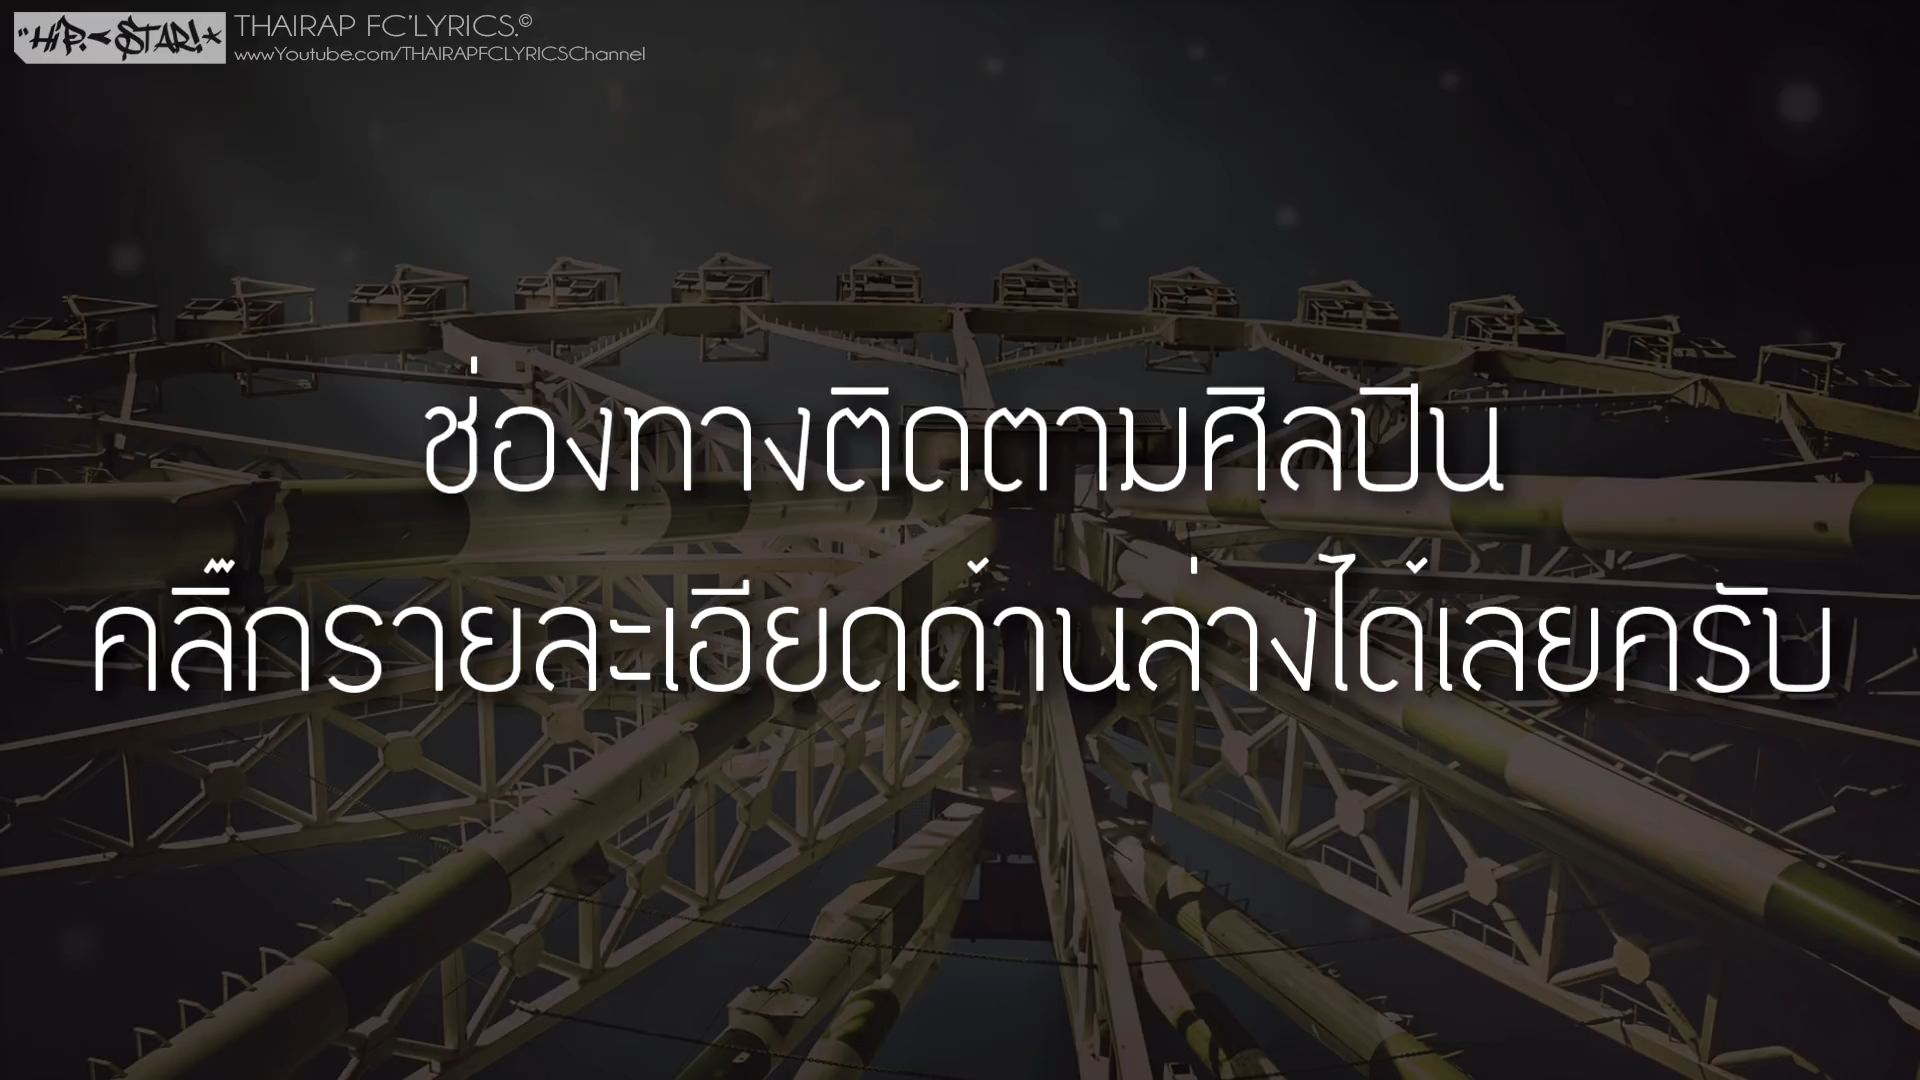 "HIP-STAR!"
THAIRAP FC'LYRICS.©
wwwYoutube.com/THAIRAPFCLYRICSChannel
ช่องทางติดตามศิลปิน
คลิ๊กรายละเอียดด้านล่างได้เลยครับ